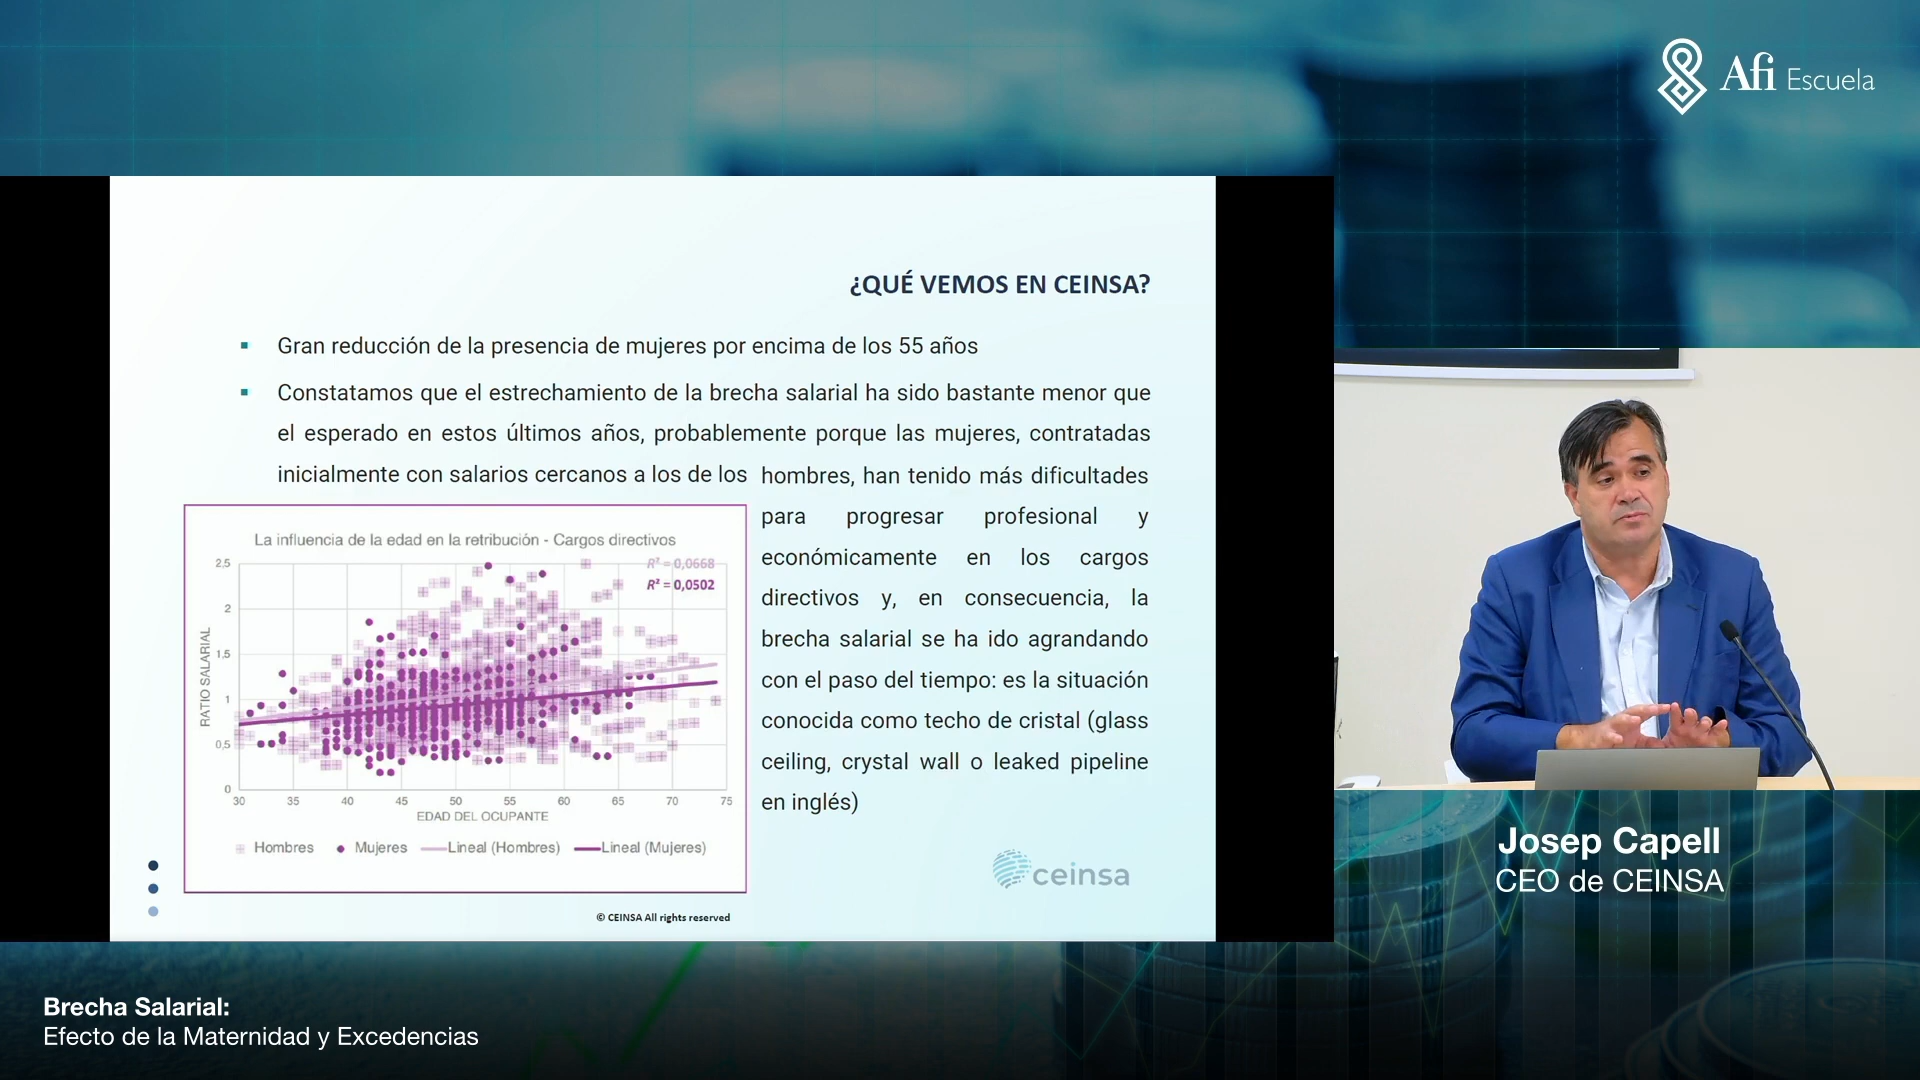 Afi Escuela
¿QUÉ VEMOS EN CEINSA?
Gran reducción de la presencia de mujeres por encima de los 55 años
Constatamos que el estrechamiento de la brecha salarial ha sido bastante menor que
el esperado en estos últimos años, probablemente porque las mujeres, contratadas
inicialmente con salarios cercanos a los de los hombres, han tenido más dificultades
para progresar profesional y
económicamente en los cargos
directivos y, en consecuencia, la
brecha salarial se ha ido agrandando
con el paso del tiempo: es la situación
conocida como techo de cristal (glass
ceiling, crystal wall o leaked pipeline
en inglés)
La influencia de la edad en la retribución - Cargos directivos
R² = 0,0668
R² = 0,0502
RATIO SALARIAL
2,5
2
1,5
1
0,5
0
30 35 40 45 50 55 60 65 70 75
EDAD DEL OCUPANTE
Hombres Mujeres Lineal (Hombres) Lineal (Mujeres)
ceinsa
© CEINSA All rights reserved
Josep Capell
CEO de CEINSA
Brecha Salarial:
Efecto de la Maternidad y Excedencias